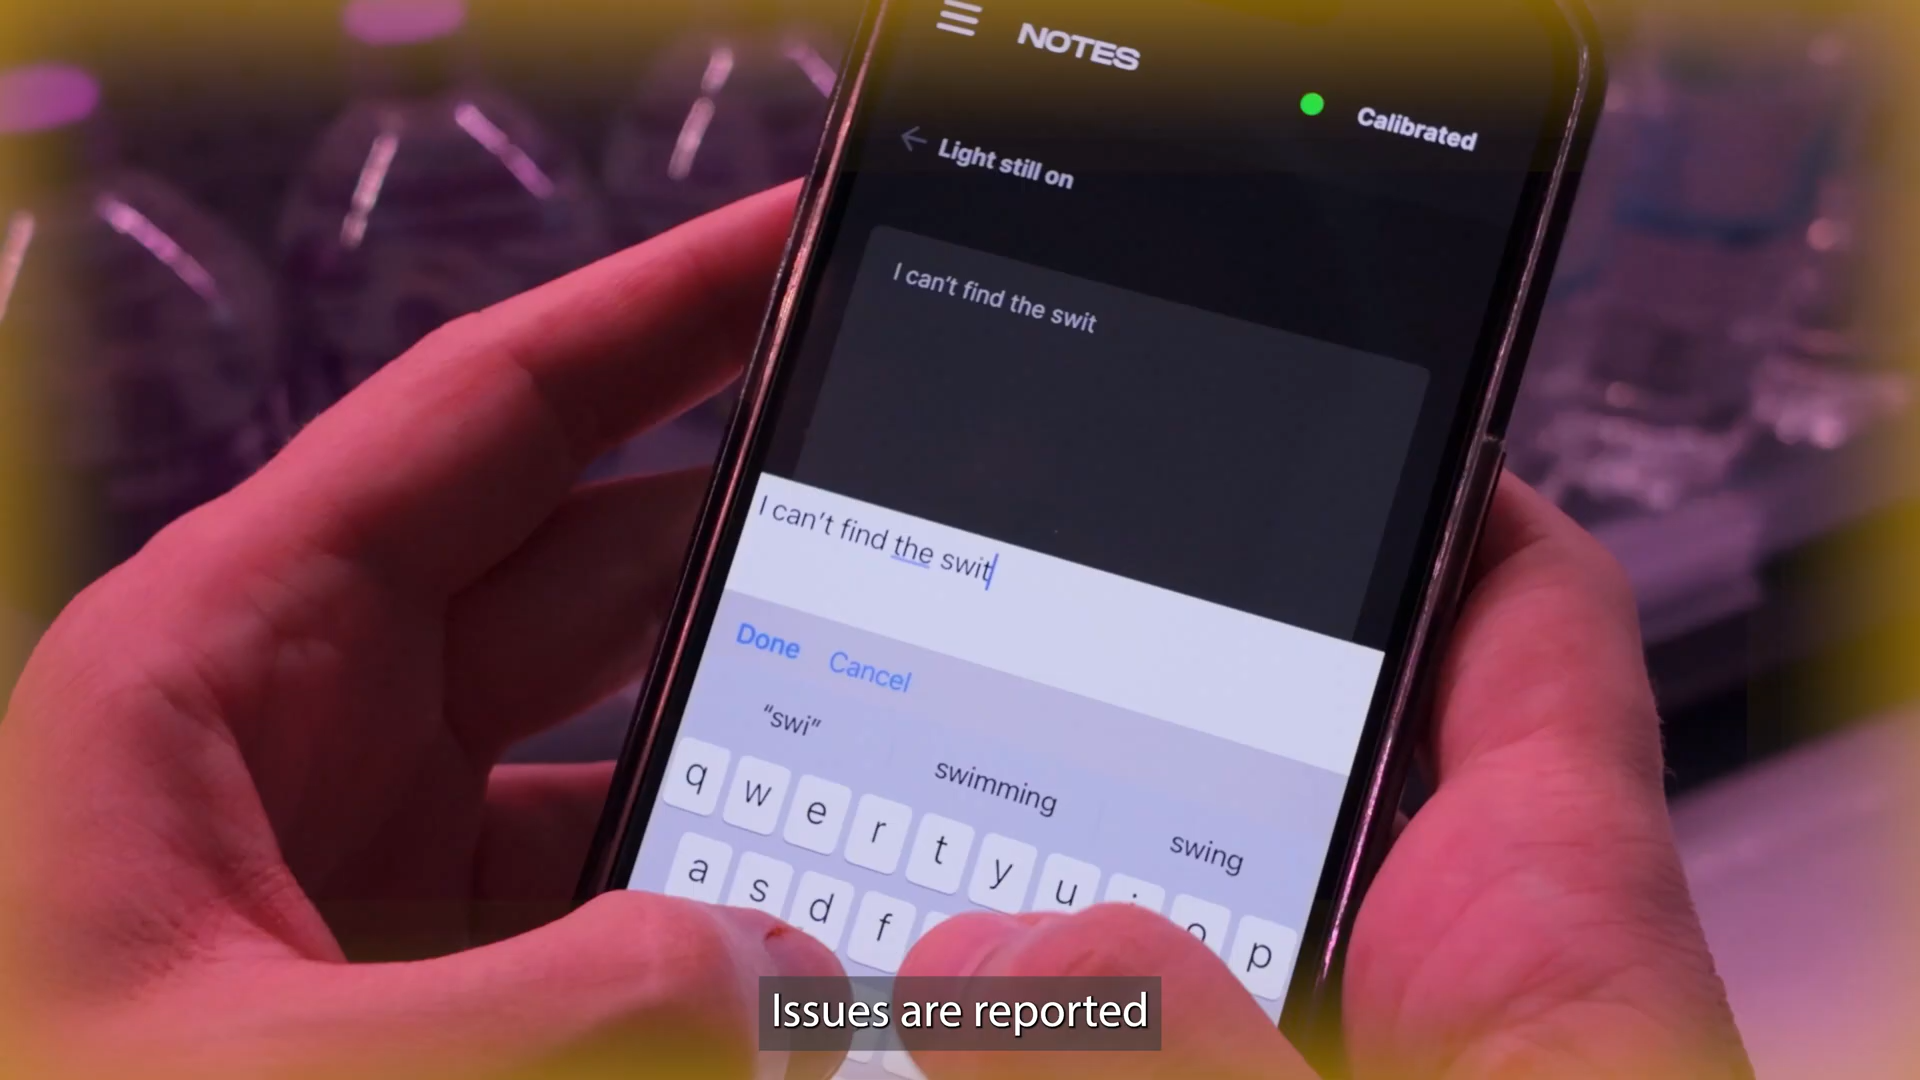 NOTES
Calibrated
Light still on
I can't find the swit
I can't find the swit
Done Cancel
"swi" swimming swing
q w e r t y u i o p
a s d f
Issues are reported